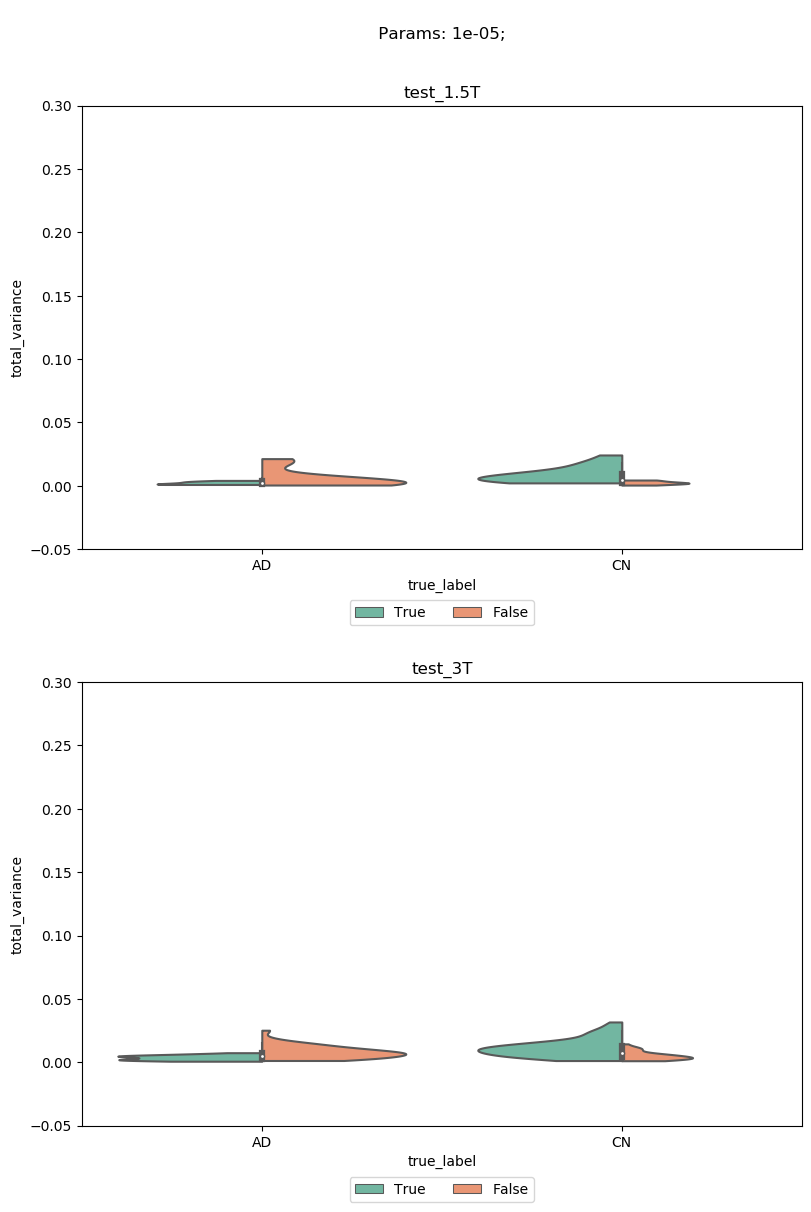 Params: 1e-05;
test_1.5T
0.30
0.25
0.20
0.15
0.10
0.05
0.00
−0.05
total_variance
AD CN
true_label
True False
test_3T
0.30
0.25
0.20
0.15
0.10
0.05
0.00
−0.05
total_variance
AD CN
true_label
True False